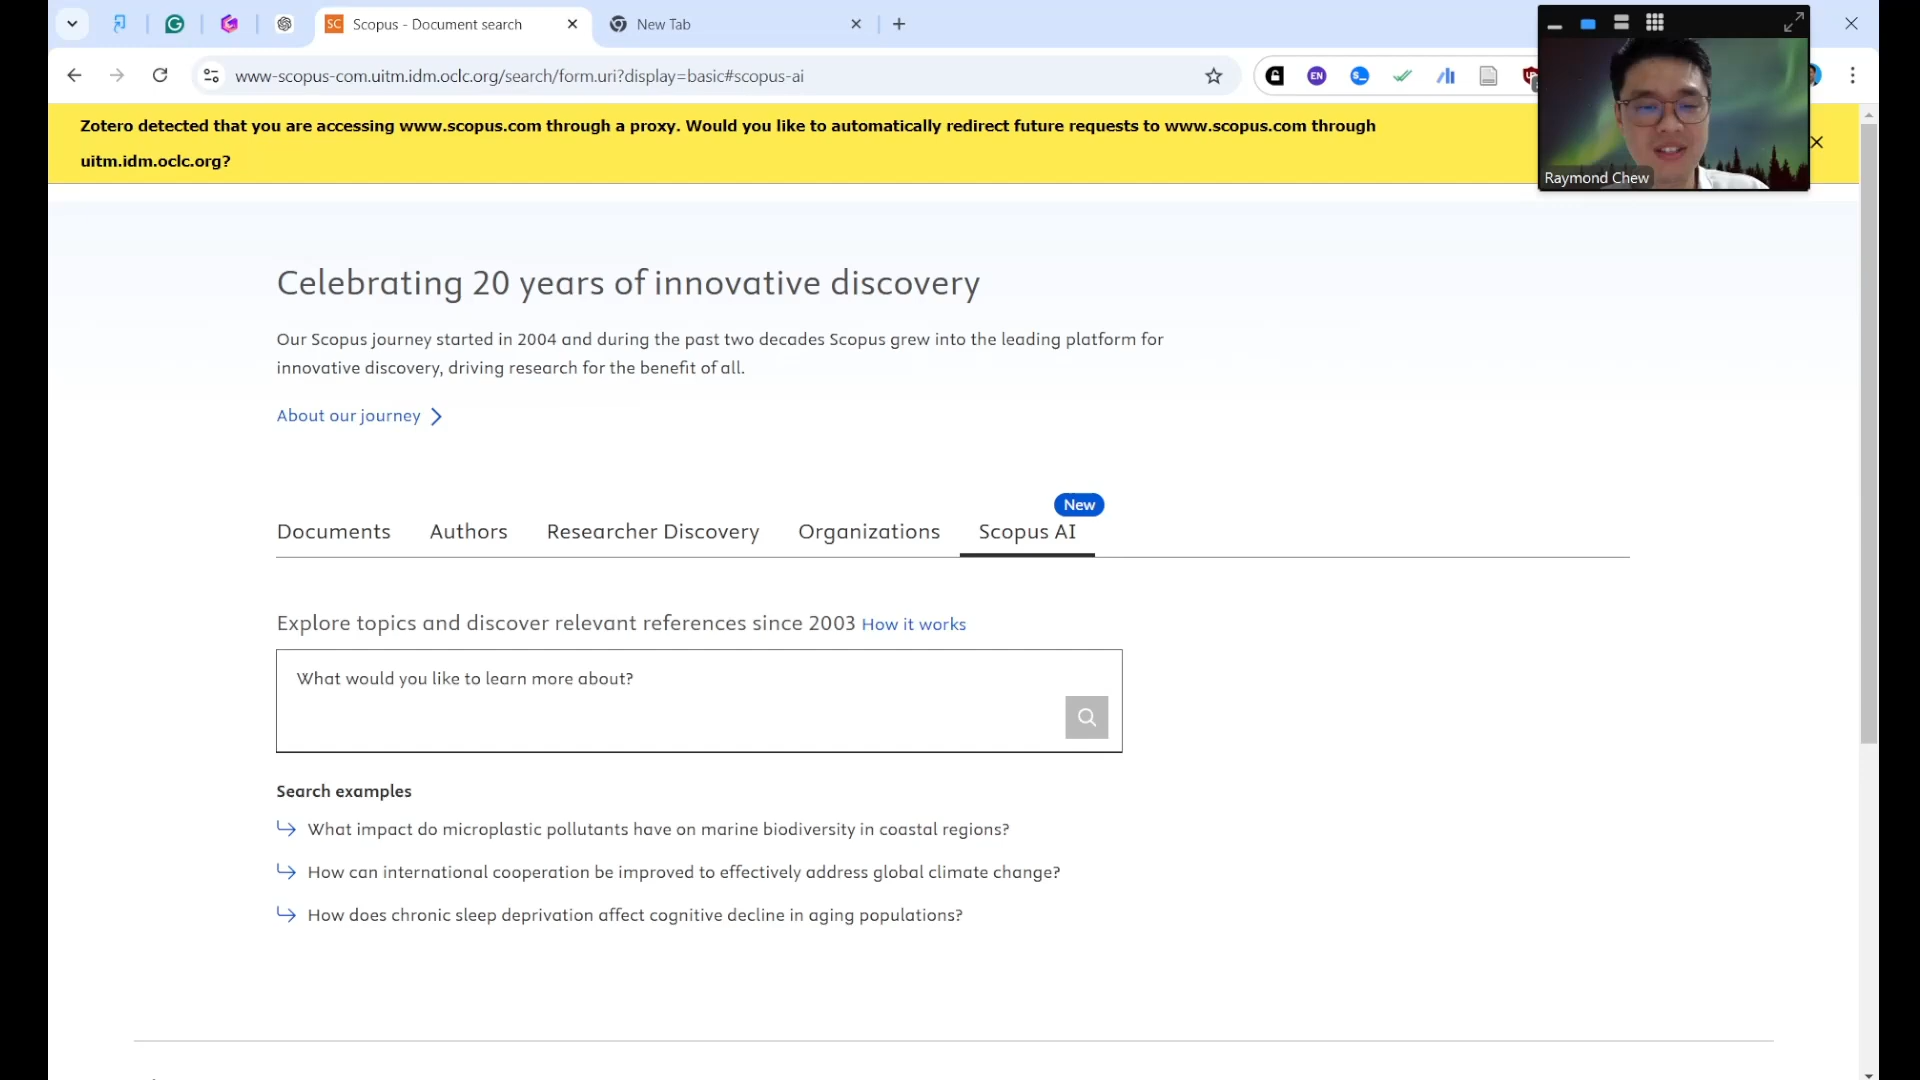 SC Scopus - Document search
New Tab
www-scopus-com.uitm.idm.oclc.org/search/form.uri?display=basic#scopus-ai
EN
Zotero detected that you are accessing www.scopus.com through a proxy. Would you like to automatically redirect future requests to www.scopus.com through
uitm.idm.oclc.org?
Raymond Chew
Celebrating 20 years of innovative discovery
Our Scopus journey started in 2004 and during the past two decades Scopus grew into the leading platform for
innovative discovery, driving research for the benefit of all.
About our journey
New
Documents Authors Researcher Discovery Organizations Scopus AI
Explore topics and discover relevant references since 2003 How it works
What would you like to learn more about?
Search examples
What impact do microplastic pollutants have on marine biodiversity in coastal regions?
How can international cooperation be improved to effectively address global climate change?
How does chronic sleep deprivation affect cognitive decline in aging populations?